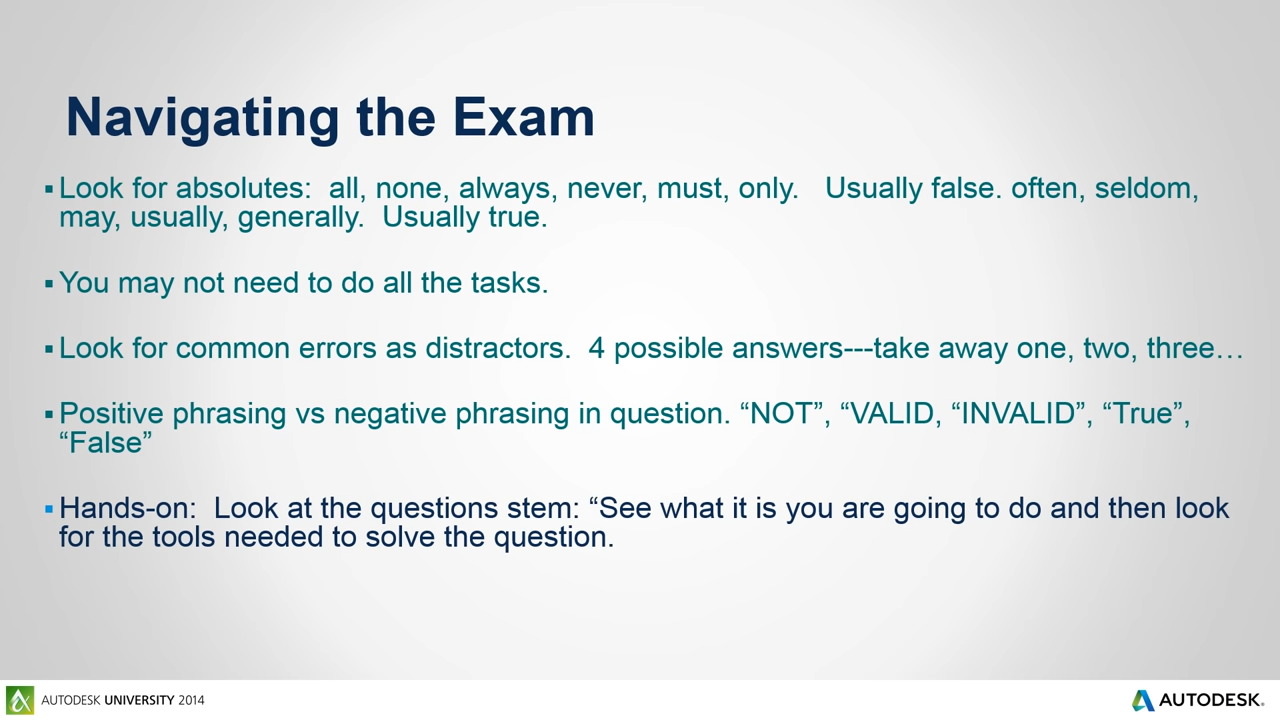 Navigating the Exam
▪ Look for absolutes:  all, none, always, never, must, only.   Usually false. often, seldom,
may, usually, generally.  Usually true.
▪ You may not need to do all the tasks.
▪ Look for common errors as distractors.  4 possible answers---take away one, two, three…
▪ Positive phrasing vs negative phrasing in question. “NOT”, “VALID, “INVALID”, “True”,
“False”
▪ Hands-on:  Look at the questions stem: “See what it is you are going to do and then look
for the tools needed to solve the question.
AUTODESK UNIVERSITY 2014
AUTODESK®